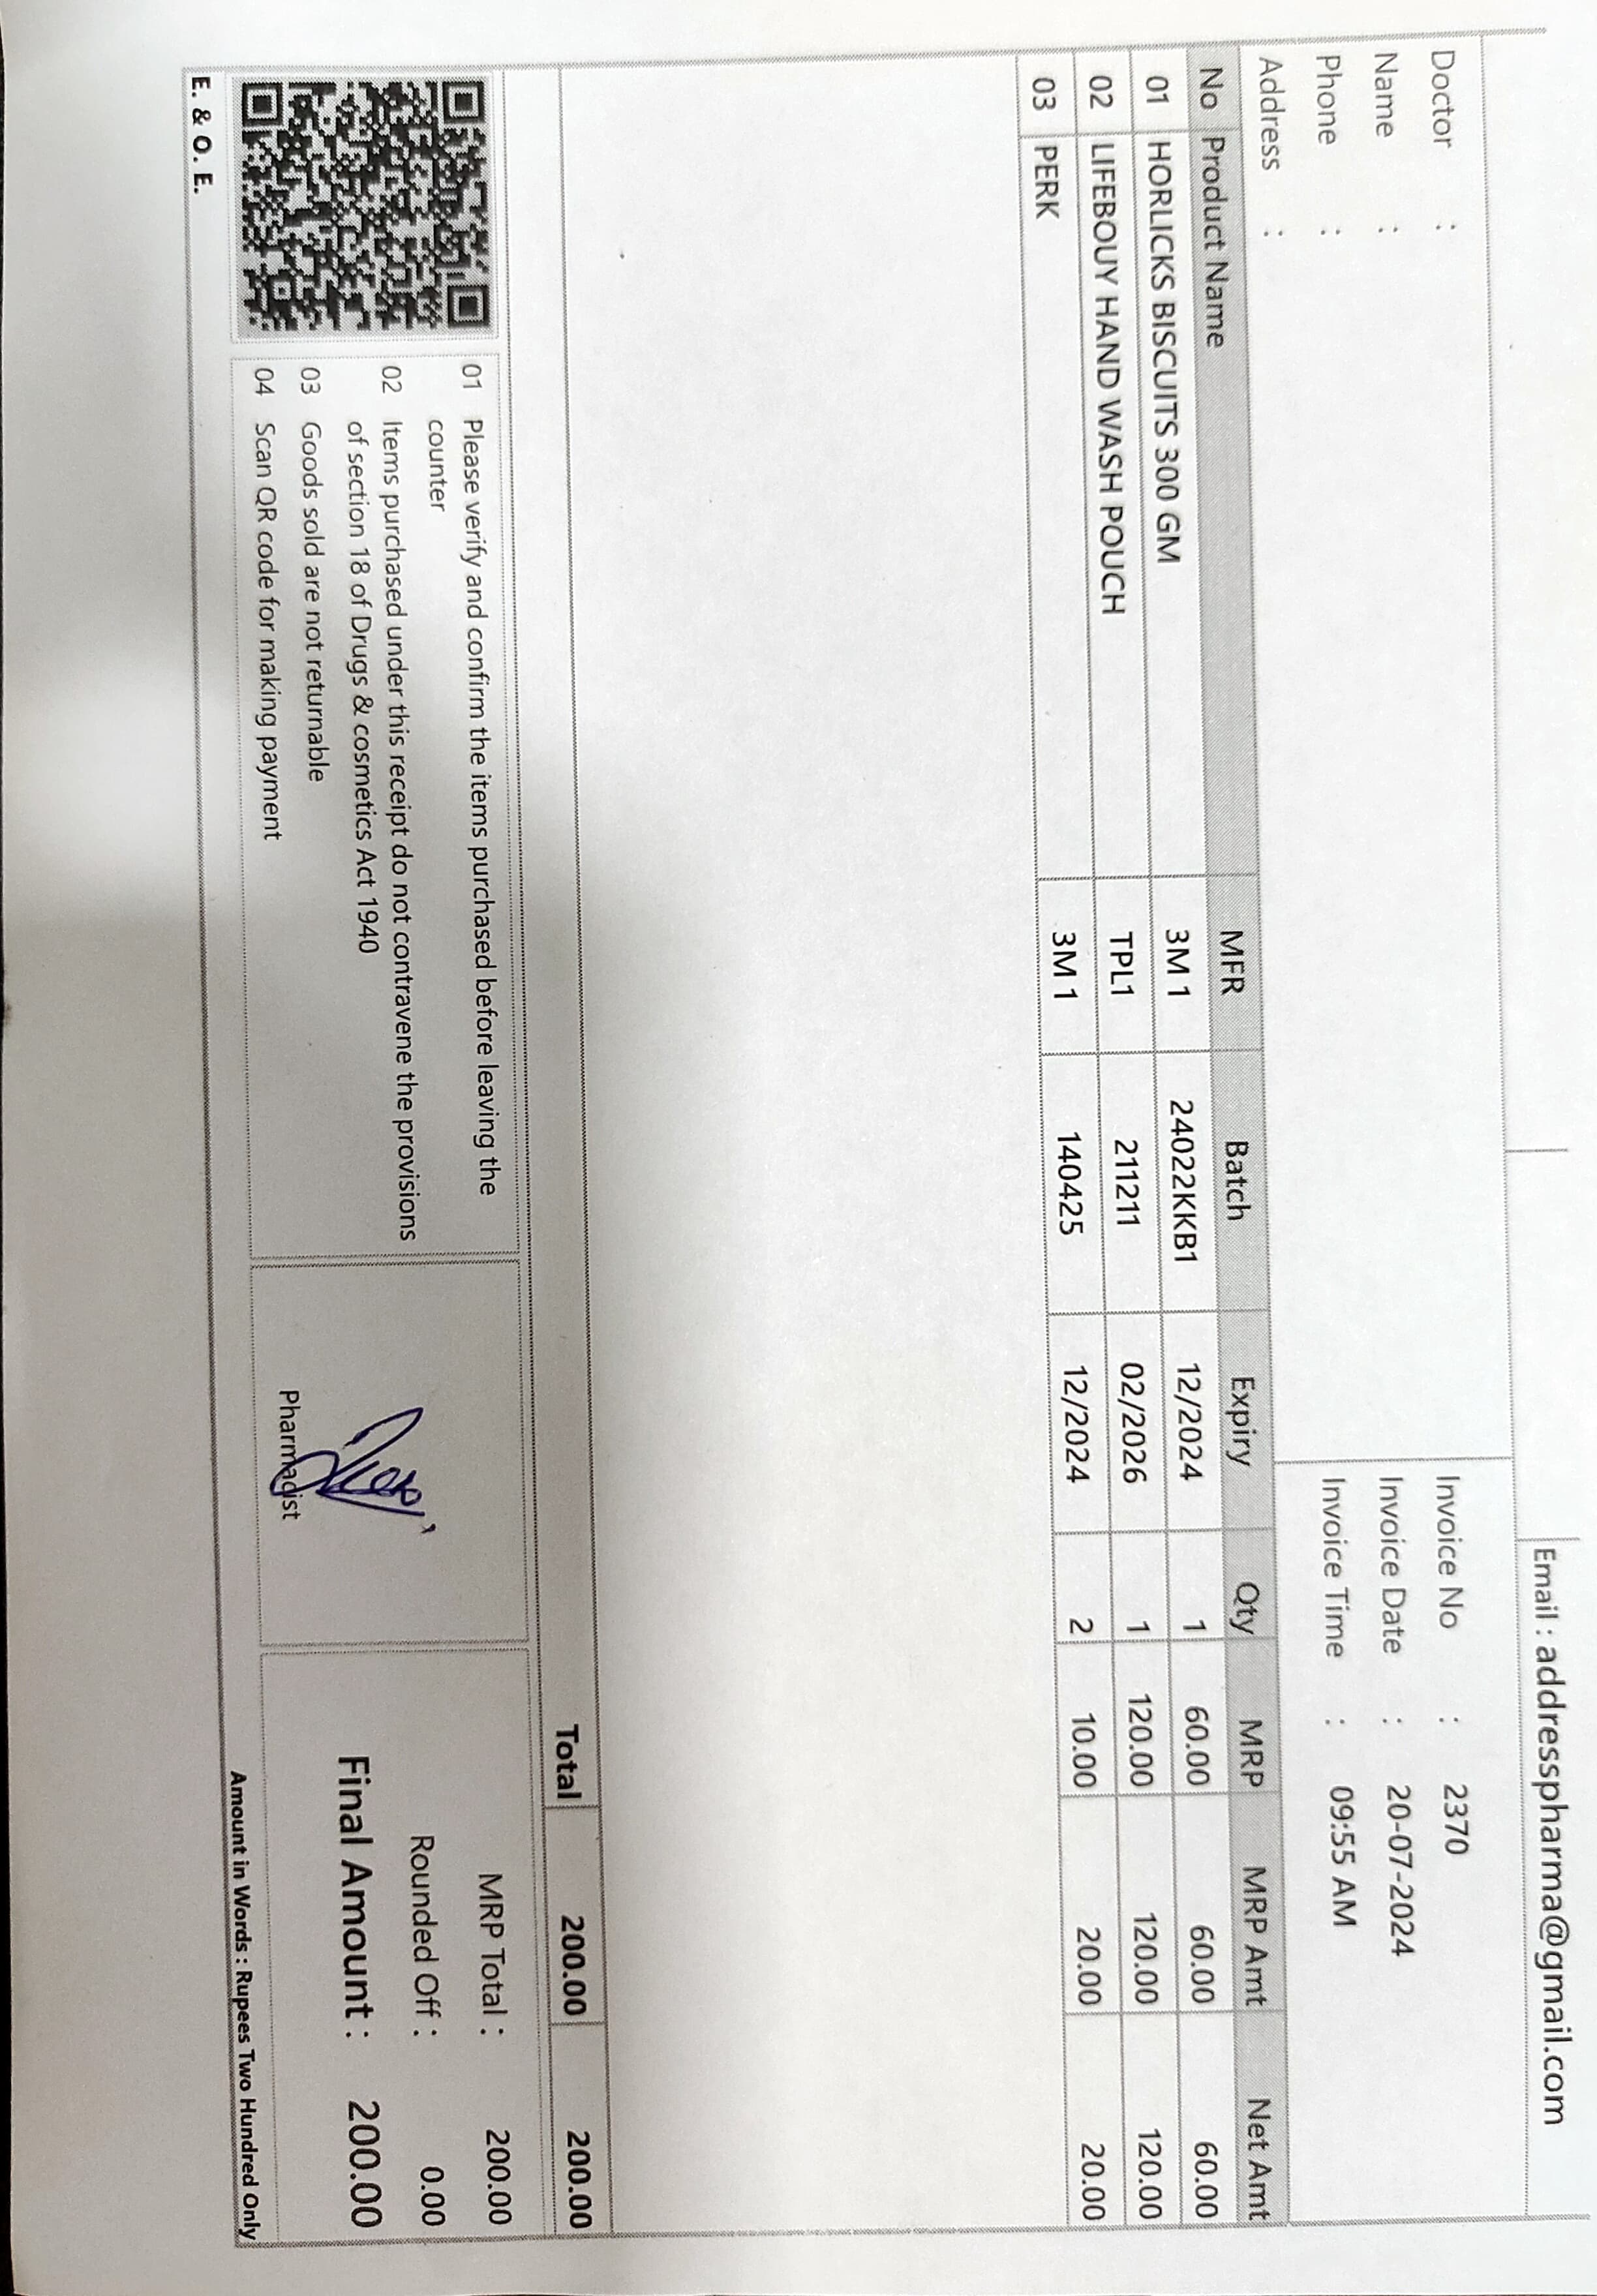 Email : addresspharma@gmail.com
Doctor :
Name :
Phone :
Address :
Invoice No : 2370
Invoice Date : 20-07-2024
Invoice Time : 09:55 AM
No Product Name MFR Batch Expiry Qty MRP MRP Amt Net Amt
01 HORLICKS BISCUITS 300 GM 3M 1 24022KKB1 12/2024 1 60.00 60.00 60.00
02 LIFEBOUY HAND WASH POUCH TPL1 211211 02/2026 1 120.00 120.00 120.00
03 PERK 3M 1 140425 12/2024 2 10.00 20.00 20.00
Total 200.00 200.00
01 Please verify and confirm the items purchased before leaving the
counter
02 Items purchased under this receipt do not contravene the provisions
of section 18 of Drugs & cosmetics Act 1940
03 Goods sold are not returnable
04 Scan QR code for making payment
Pharmacist
MRP Total : 200.00
Rounded Off : 0.00
Final Amount : 200.00
Amount in Words : Rupees Two Hundred Only
E. & O. E.